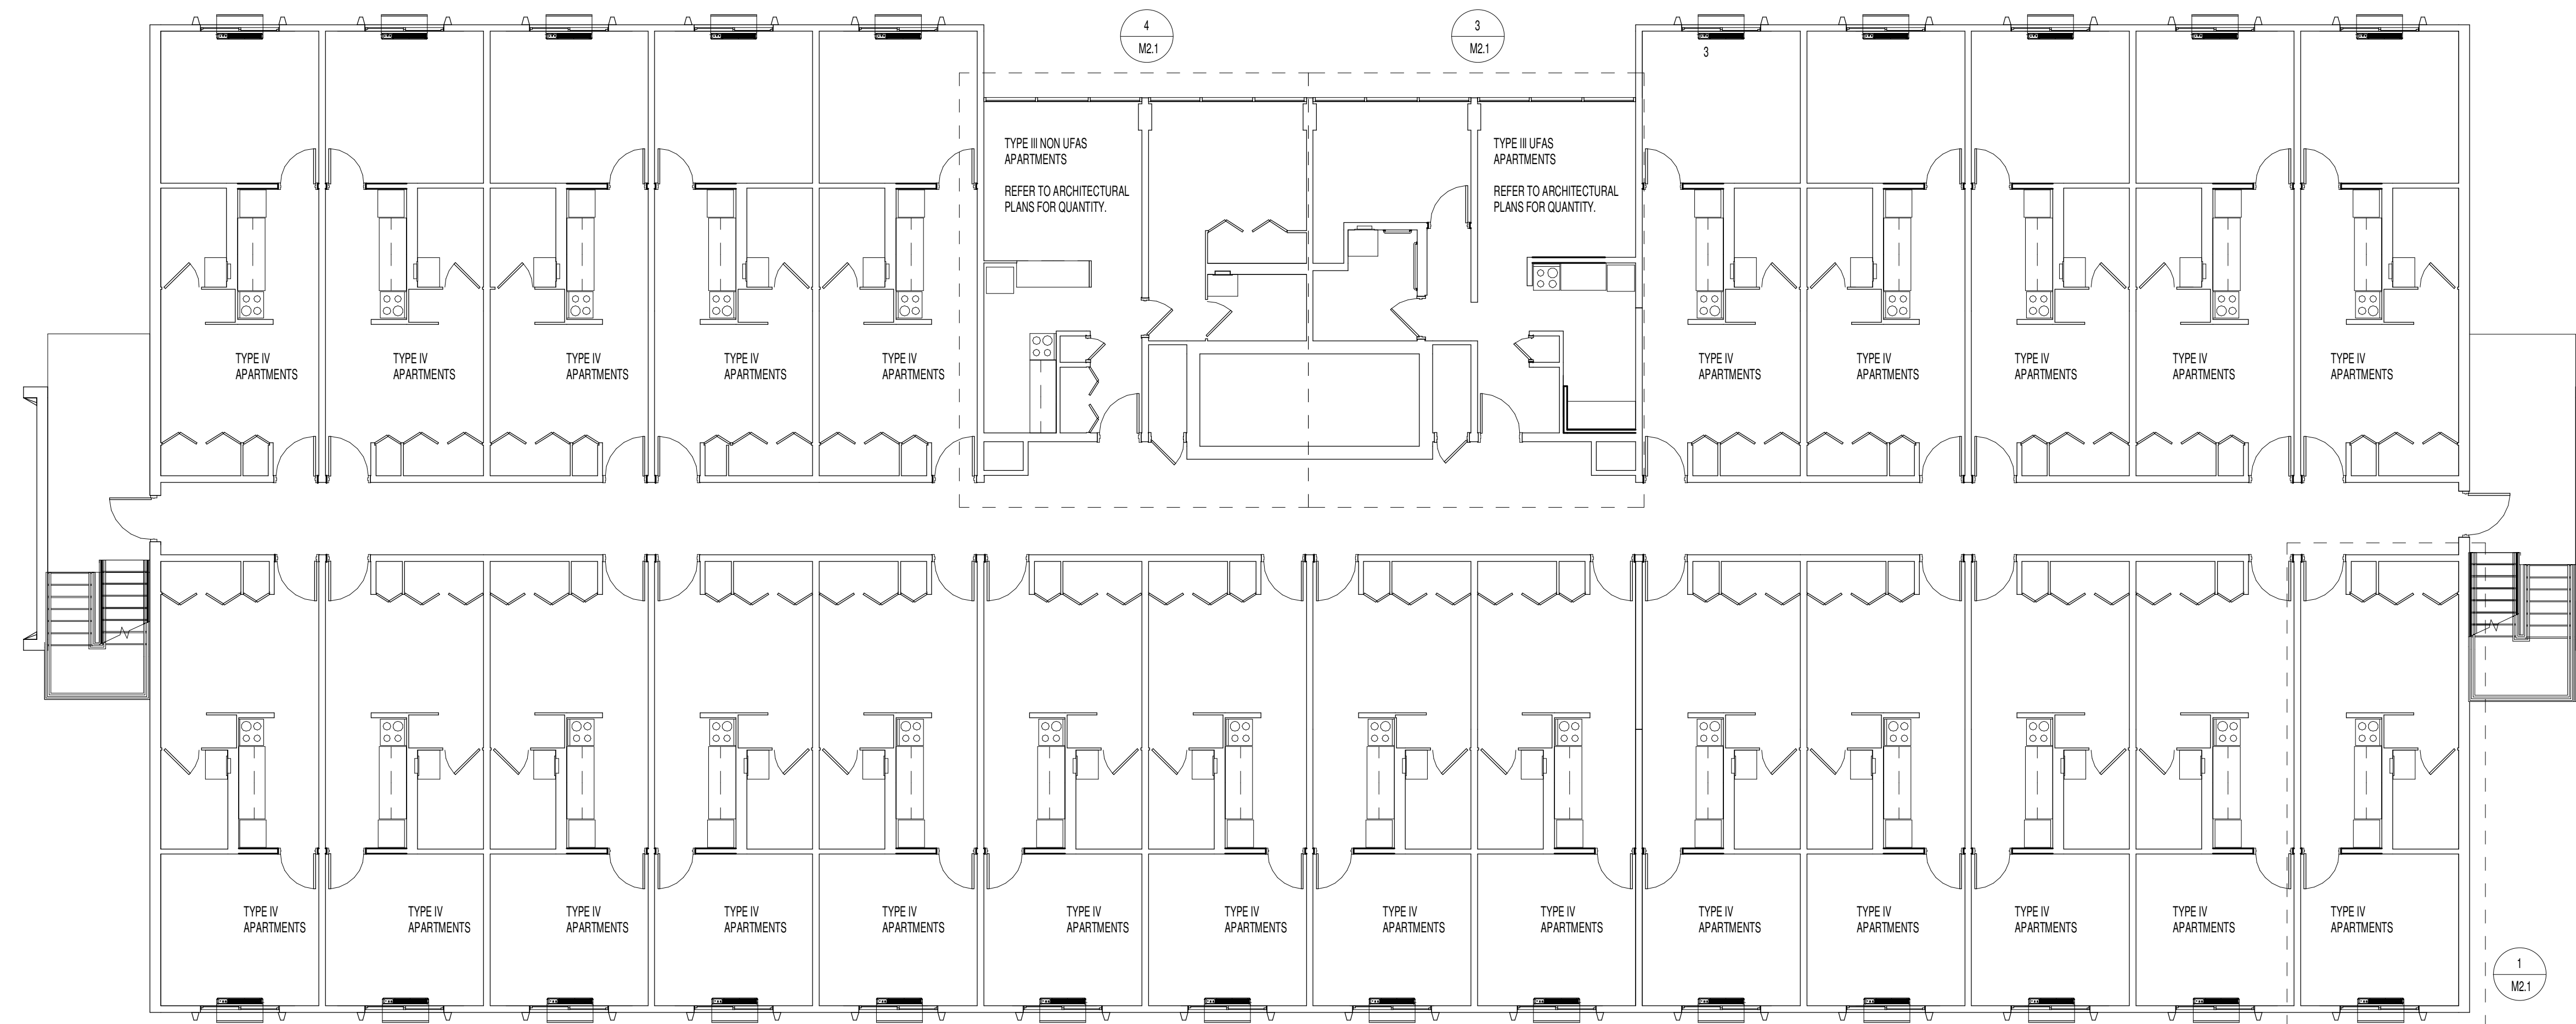 4
M2.1
3
M2.1
3
TYPE III NON UFAS
APARTMENTS
REFER TO ARCHITECTURAL
PLANS FOR QUANTITY.
TYPE III UFAS
APARTMENTS
REFER TO ARCHITECTURAL
PLANS FOR QUANTITY.
TYPE IV
APARTMENTS
TYPE IV
APARTMENTS
TYPE IV
APARTMENTS
TYPE IV
APARTMENTS
TYPE IV
APARTMENTS
TYPE IV
APARTMENTS
TYPE IV
APARTMENTS
TYPE IV
APARTMENTS
TYPE IV
APARTMENTS
TYPE IV
APARTMENTS
TYPE IV
APARTMENTS
TYPE IV
APARTMENTS
TYPE IV
APARTMENTS
TYPE IV
APARTMENTS
TYPE IV
APARTMENTS
TYPE IV
APARTMENTS
TYPE IV
APARTMENTS
TYPE IV
APARTMENTS
TYPE IV
APARTMENTS
TYPE IV
APARTMENTS
TYPE IV
APARTMENTS
TYPE IV
APARTMENTS
TYPE IV
APARTMENTS
TYPE IV
APARTMENTS
1
M2.1